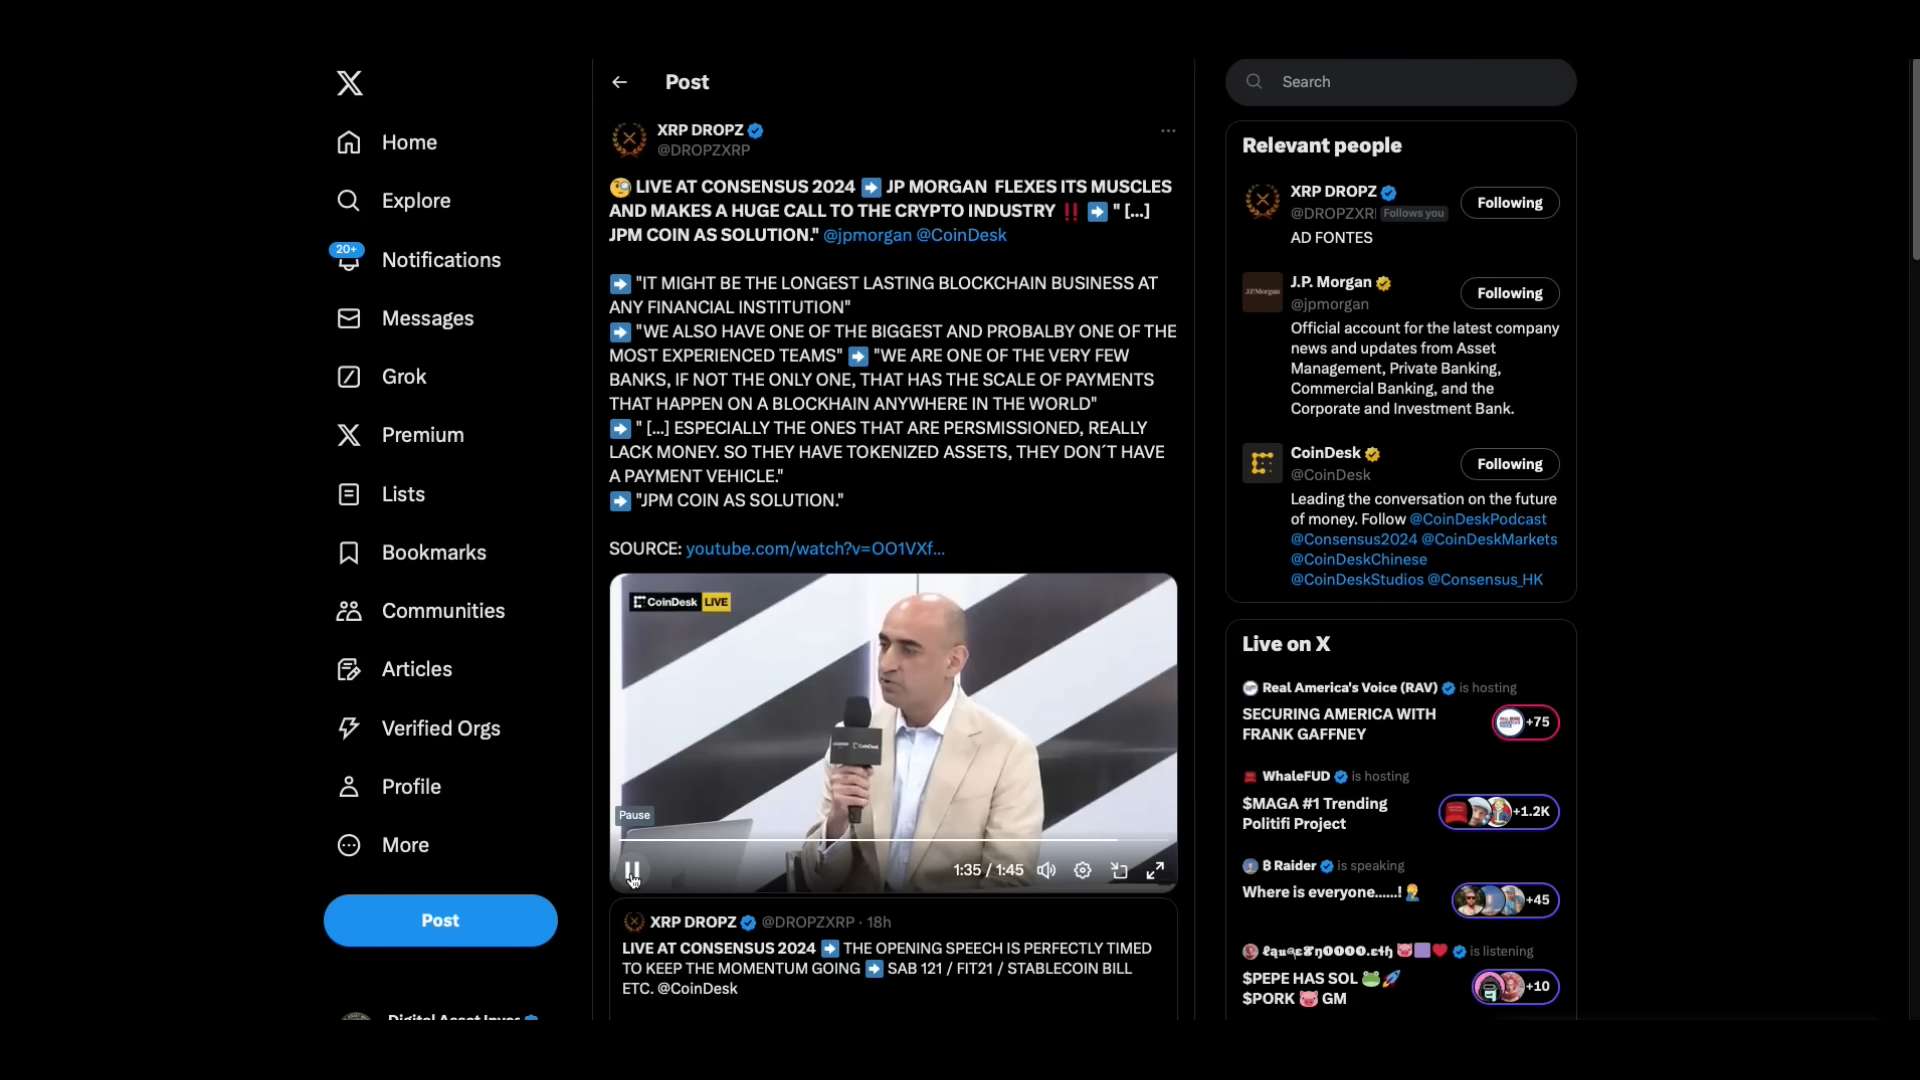 Home
Explore
20+
Notifications
Messages
Grok
Premium
Lists
Bookmarks
Communities
Articles
Verified Orgs
Profile
More
Post
Post
XRP DROPZ
@DROPZXRP
LIVE AT CONSENSUS 2024 ➡️ JP MORGAN FLEXES ITS MUSCLES
AND MAKES A HUGE CALL TO THE CRYPTO INDUSTRY ‼️ ➡️ " [...]
JPM COIN AS SOLUTION." @jpmorgan @CoinDesk
➡️ "IT MIGHT BE THE LONGEST LASTING BLOCKCHAIN BUSINESS AT
ANY FINANCIAL INSTITUTION"
➡️ "WE ALSO HAVE ONE OF THE BIGGEST AND PROBALBY ONE OF THE
MOST EXPERIENCED TEAMS" ➡️ "WE ARE ONE OF THE VERY FEW
BANKS, IF NOT THE ONLY ONE, THAT HAS THE SCALE OF PAYMENTS
THAT HAPPEN ON A BLOCKHAIN ANYWHERE IN THE WORLD"
➡️ " [...] ESPECIALLY THE ONES THAT ARE PERSMISSIONED, REALLY
LACK MONEY. SO THEY HAVE TOKENIZED ASSETS, THEY DON´T HAVE
A PAYMENT VEHICLE."
➡️ "JPM COIN AS SOLUTION."
SOURCE: youtube.com/watch?v=OO1VXf...
CoinDesk LIVE
Pause
1:35 / 1:45
XRP DROPZ @DROPZXRP · 18h
LIVE AT CONSENSUS 2024 ➡️ THE OPENING SPEECH IS PERFECTLY TIMED
TO KEEP THE MOMENTUM GOING ➡️ SAB 121 / FIT21 / STABLECOIN BILL
ETC. @CoinDesk
Search
Relevant people
XRP DROPZ
@DROPZXR Follows you
Following
AD FONTES
J.P. Morgan
@jpmorgan
Following
Official account for the latest company
news and updates from Asset
Management, Private Banking,
Commercial Banking, and the
Corporate and Investment Bank.
CoinDesk
@CoinDesk
Following
Leading the conversation on the future
of money. Follow @CoinDeskPodcast
@Consensus2024 @CoinDeskMarkets
@CoinDeskChinese
@CoinDeskStudios @Consensus_HK
Live on X
Real America's Voice (RAV) is hosting
SECURING AMERICA WITH
FRANK GAFFNEY
+75
WhaleFUD is hosting
$MAGA #1 Trending
Politifi Project
+1.2K
₿ Raider is speaking
Where is everyone......!
+45
is listening
$PEPE HAS SOL
$PORK GM
+10